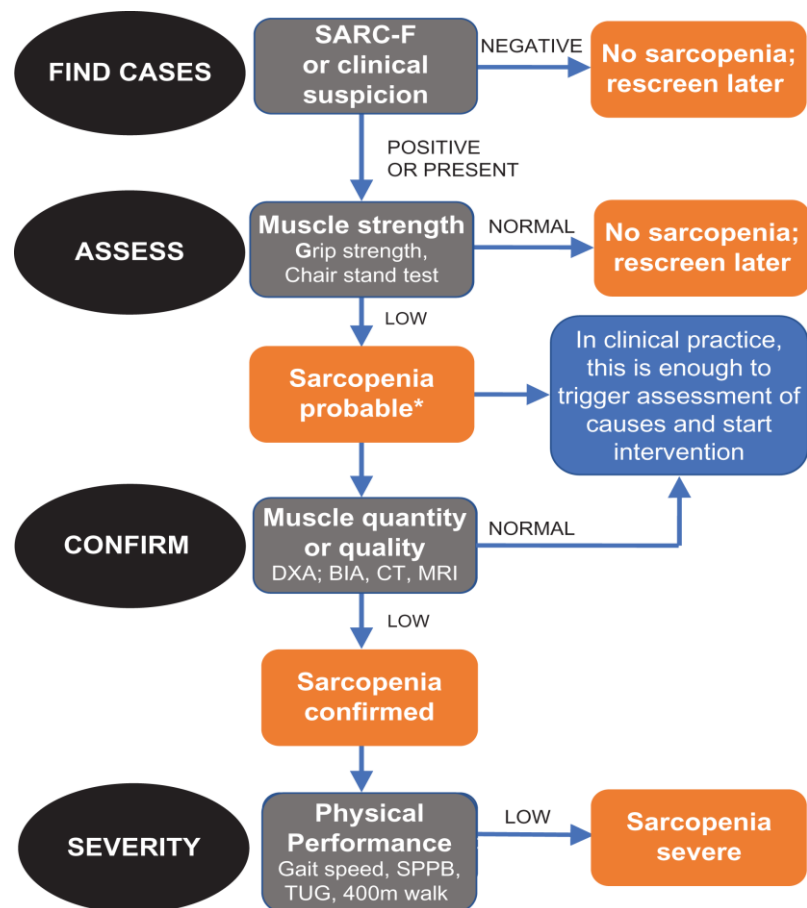 FIND CASES
SARC-F
or clinical
suspicion
NEGATIVE
No sarcopenia;
rescreen later
POSITIVE
OR PRESENT
ASSESS
Muscle strength
Grip strength,
Chair stand test
NORMAL
No sarcopenia;
rescreen later
LOW
Sarcopenia
probable*
In clinical practice,
this is enough to
trigger assessment of
causes and start
intervention
CONFIRM
Muscle quantity
or quality
DXA; BIA, CT, MRI
NORMAL
LOW
Sarcopenia
confirmed
SEVERITY
Physical
Performance
Gait speed, SPPB,
TUG, 400m walk
LOW
Sarcopenia
severe